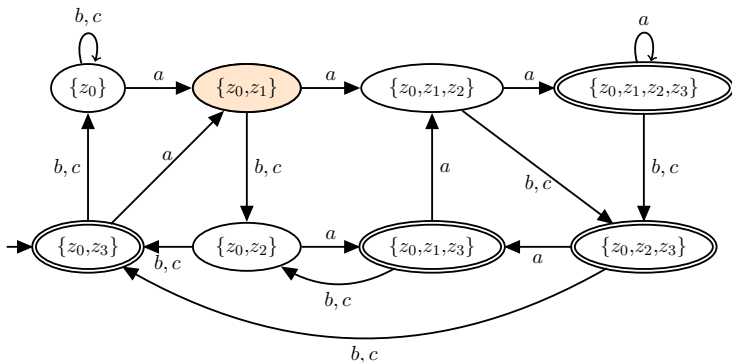 b, c
a
{z₀}
a
{z₀,z₁}
a
{z₀,z₁,z₂}
a
{z₀,z₁,z₂,z₃}
b, c
a
b, c
b, c
a
b, c
{z₀,z₃}
b, c
{z₀,z₂}
a
{z₀,z₁,z₃}
a
{z₀,z₂,z₃}
b, c
b, c